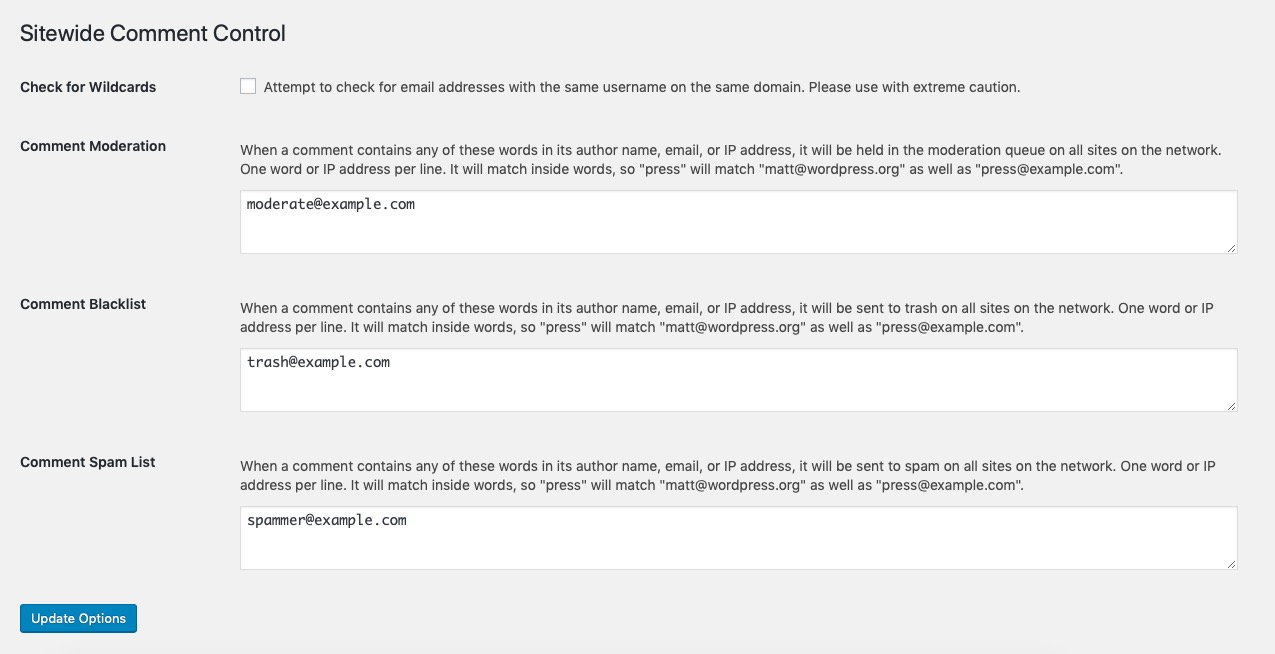 Sitewide Comment Control
Check for Wildcards
Attempt to check for email addresses with the same username on the same domain. Please use with extreme caution.
Comment Moderation
When a comment contains any of these words in its author name, email, or IP address, it will be held in the moderation queue on all sites on the network.
One word or IP address per line. It will match inside words, so "press" will match "matt@wordpress.org" as well as "press@example.com".
moderate@example.com
Comment Blacklist
When a comment contains any of these words in its author name, email, or IP address, it will be sent to trash on all sites on the network. One word or IP
address per line. It will match inside words, so "press" will match "matt@wordpress.org" as well as "press@example.com".
trash@example.com
Comment Spam List
When a comment contains any of these words in its author name, email, or IP address, it will be sent to spam on all sites on the network. One word or IP
address per line. It will match inside words, so "press" will match "matt@wordpress.org" as well as "press@example.com".
spammer@example.com
Update Options